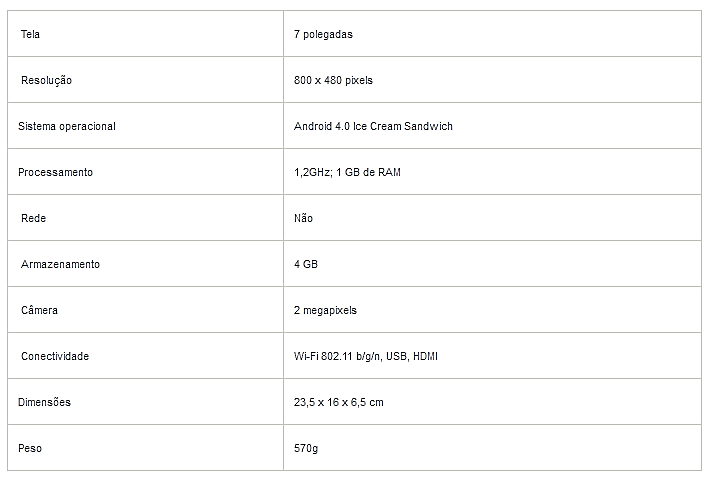 Tela 7 polegadas
Resolução 800 x 480 pixels
Sistema operacional Android 4.0 Ice Cream Sandwich
Processamento 1,2GHz; 1 GB de RAM
Rede Não
Armazenamento 4 GB
Câmera 2 megapixels
Conectividade Wi-Fi 802.11 b/g/n, USB, HDMI
Dimensões 23,5 x 16 x 6,5 cm
Peso 570g